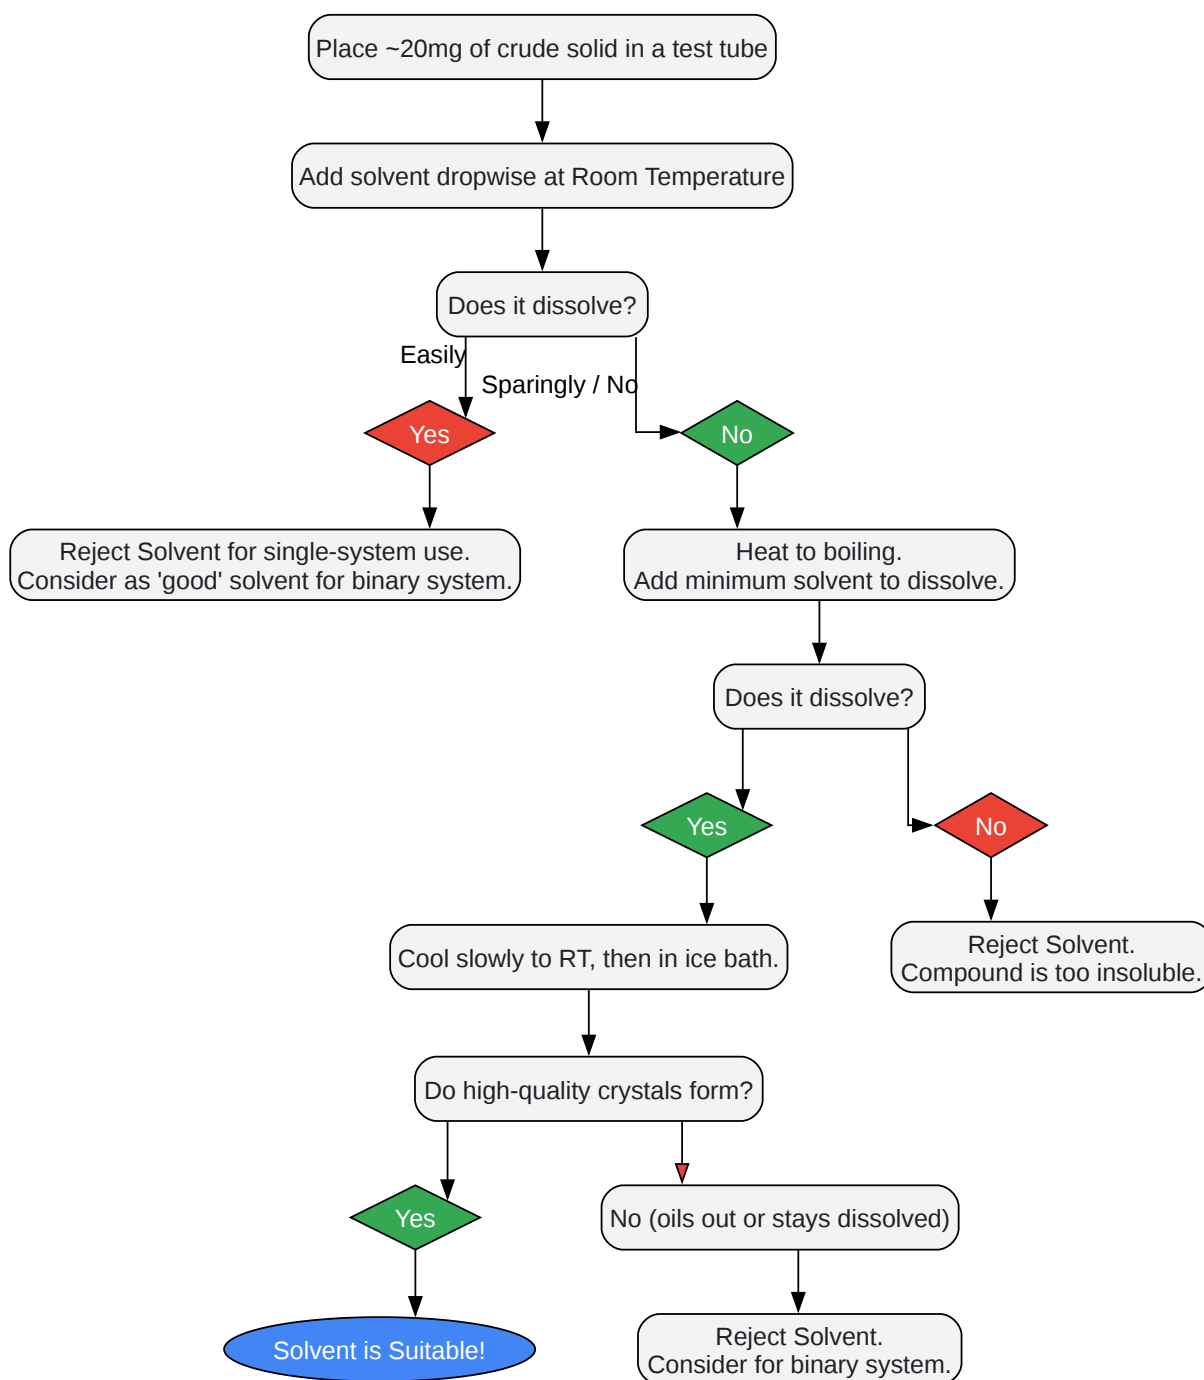 Place ~20mg of crude solid in a test tube
Add solvent dropwise at Room Temperature
Does it dissolve?
Easily
Sparingly / No
Yes
No
Reject Solvent for single-system use.
Consider as 'good' solvent for binary system.
Heat to boiling.
Add minimum solvent to dissolve.
Does it dissolve?
Yes
No
Cool slowly to RT, then in ice bath.
Reject Solvent.
Compound is too insoluble.
Do high-quality crystals form?
Yes
No (oils out or stays dissolved)
Solvent is Suitable!
Reject Solvent.
Consider for binary system.